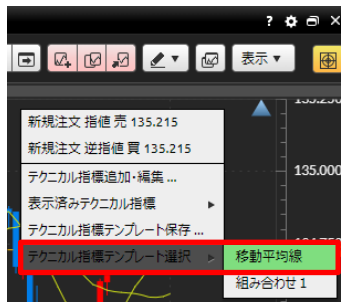 ?
表示 ▼
新規注文 指値 売 135.215
新規注文 逆指値 買 135.215
テクニカル指標追加・編集 ...
表示済みテクニカル指標
テクニカル指標テンプレート保存 ...
テクニカル指標テンプレート選択
移動平均線
組み合わせ 1
135.250
135.000